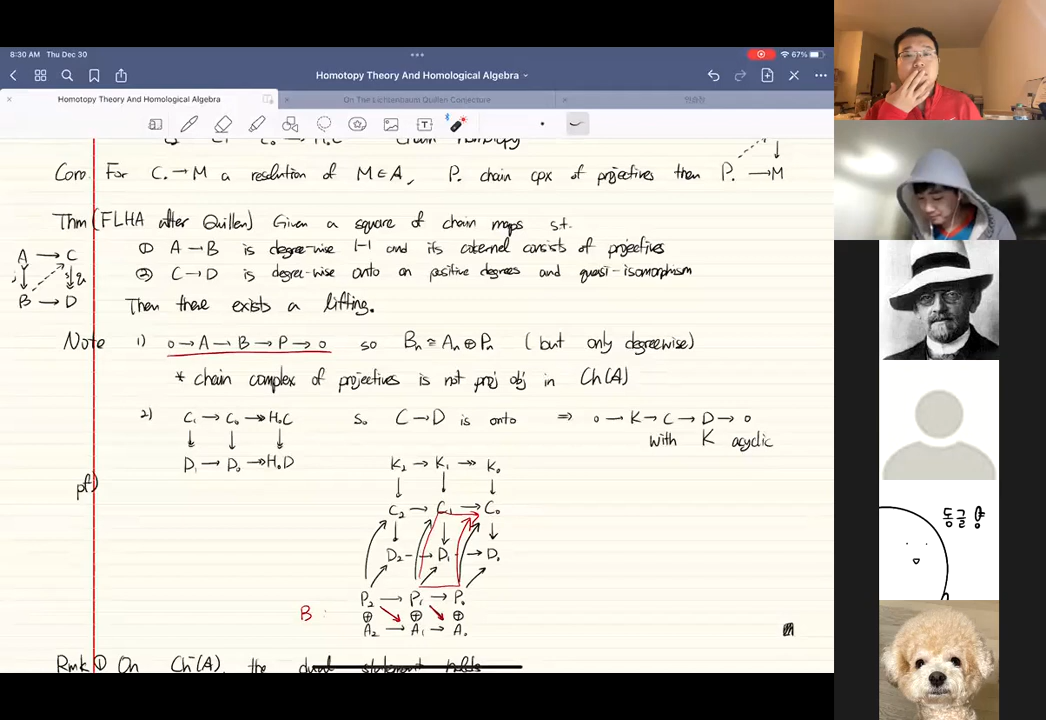 8:30 AM Thu Dec 30
67%
Homotopy Theory And Homological Algebra
Homotopy Theory And Homological Algebra
On The Lichtenbaum Quillen Conjecture
chain homotopy
Coro. For C. → M a resolution of M ∈ A, P. chain cpx of projectives then P. → M
Thm (FLHA after Quillen) Given a square of chain maps s.t.
① A → B is degree-wise 1-1 and its cokernel consists of projectives
② C → D is degree-wise onto on positive degrees and quasi-isomorphism
Then there exists a lifting.
A → C
B → D
Note 1) 0 → A → B → P → 0 so Bn ≅ An ⊕ Pn (but only degreewise)
* chain complex of projectives is not proj obj in Ch(A)
2) C₁ → C₀ ↠ H₀C so C → D is onto ⇒ 0 → K → C → D → 0
D₁ → D₀ → H₀D with K acyclic
pf)
K₂ → K₁ ↠ K₀
C₂ → C₁ → C₀
D₂ → D₁ → D₀
P₂ → P₁ → P₀
B :
⊕ ⊕ ⊕
A₂ → A₁ → A₀
Rmk ① On Ch⁻(A), the dual statement holds
동글